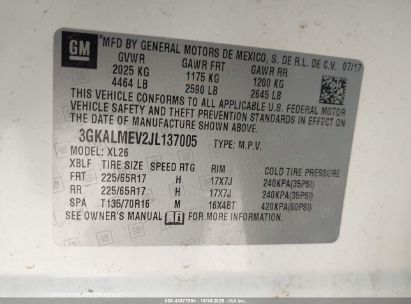 GM
MFD BY GENERAL MOTORS DE MEXICO, S. DE R.L. DE C.V. 07/17
GVWR GAWR FRT GAWR RR
2025 KG 1175 KG 1200 KG
4464 LB 2590 LB 2645 LB
THIS VEHICLE CONFORMS TO ALL APPLICABLE U.S. FEDERAL MOTOR
VEHICLE SAFETY AND THEFT PREVENTION STANDARDS IN EFFECT ON
THE DATE OF MANUFACTURE SHOWN ABOVE.
3GKALMEV2JL137005 TYPE: M.P.V.
MODEL: XL26
XBLF TIRE SIZE SPEED RTG RIM COLD TIRE PRESSURE
FRT 225/65R17 H 17X7J 240KPA(35PSI)
RR 225/65R17 H 17X7J 240KPA(35PSI)
SPA T135/70R16 M 16X4BT 420KPA(60PSI)
SEE OWNER'S MANUAL FOR MORE INFORMATION.